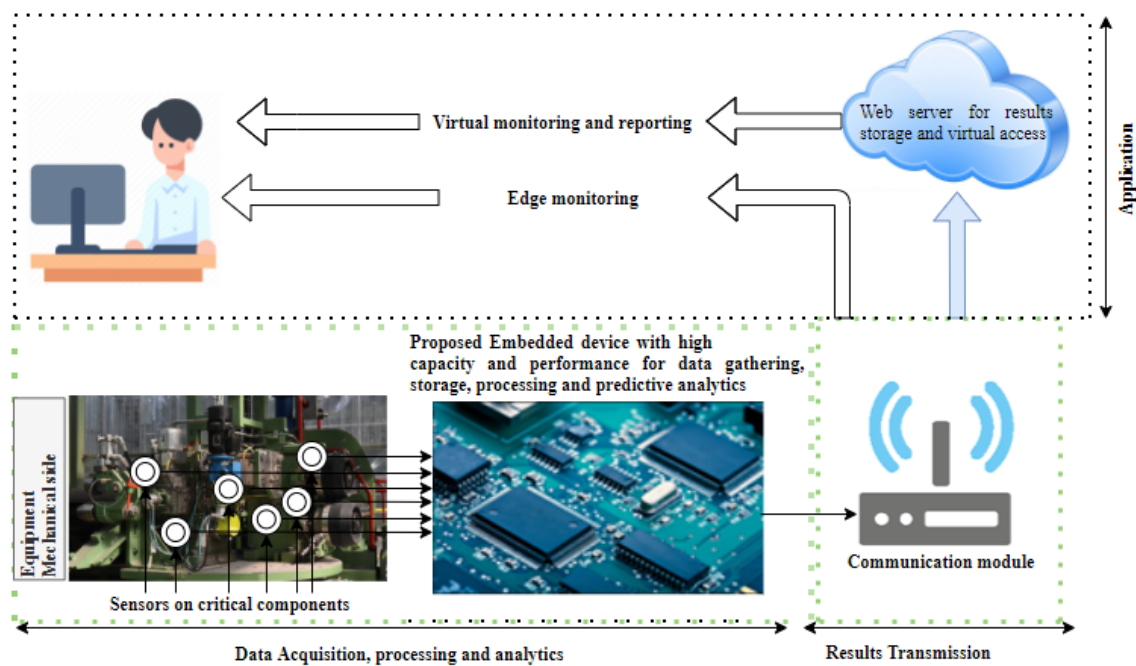 Web server for results
storage and virtual access
Virtual monitoring and reporting
Edge monitoring
Application
Proposed Embedded device with high
capacity and performance for data gathering,
storage, processing and predictive analytics
Equipment
Mechanical side
Sensors on critical components
Communication module
Data Acquisition, processing and analytics
Results Transmission